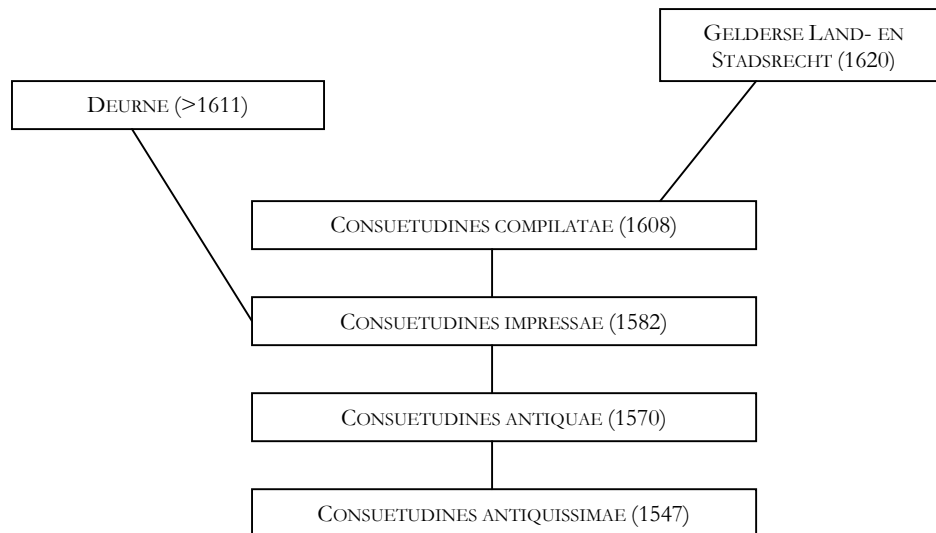 GELDERSE LAND- EN
STADSRECHT (1620)
DEURNE (>1611)
CONSUETUDINES COMPILATAE (1608)
CONSUETUDINES IMPRESSAE (1582)
CONSUETUDINES ANTIQUAE (1570)
CONSUETUDINES ANTIQUISSIMAE (1547)